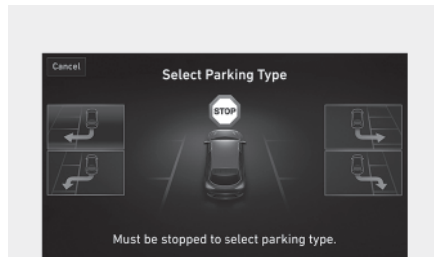 Cancel
Select Parking Type
STOP
Must be stopped to select parking type.